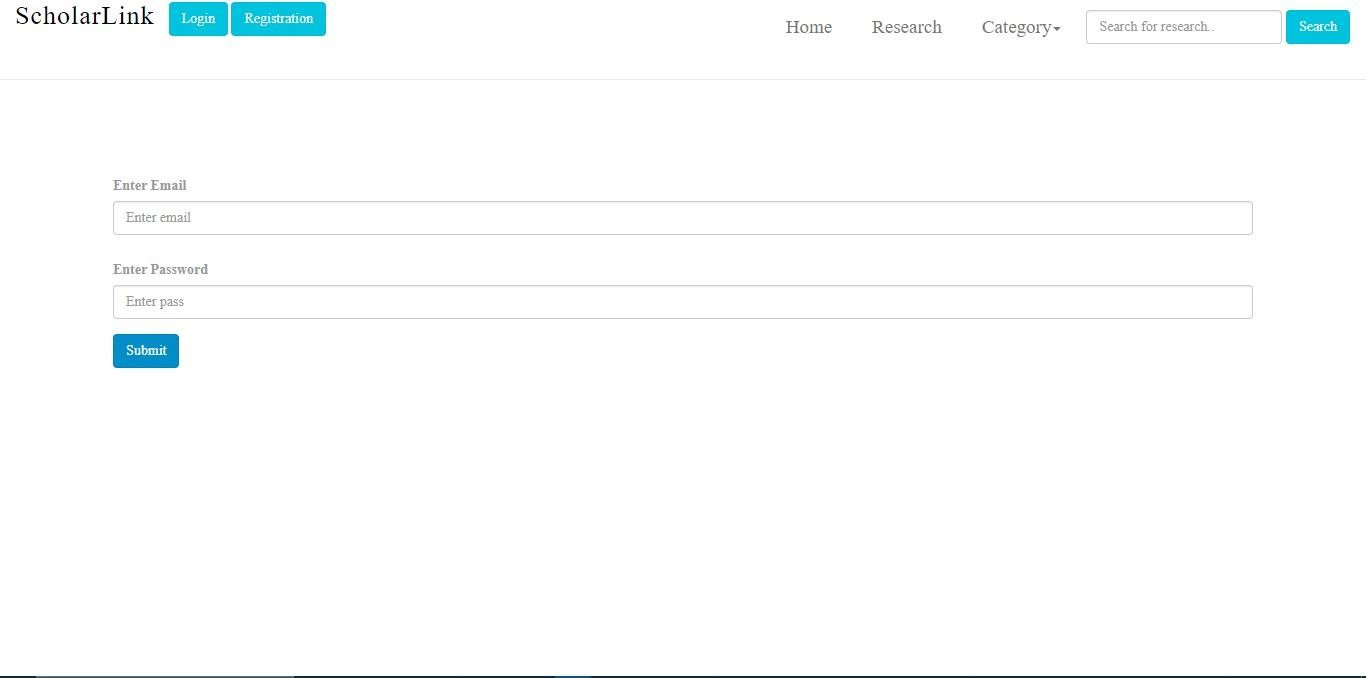 ScholarLink Login Registration Home Research Category Search for research.. Search
Enter Email
Enter email
Enter Password
Enter pass
Submit